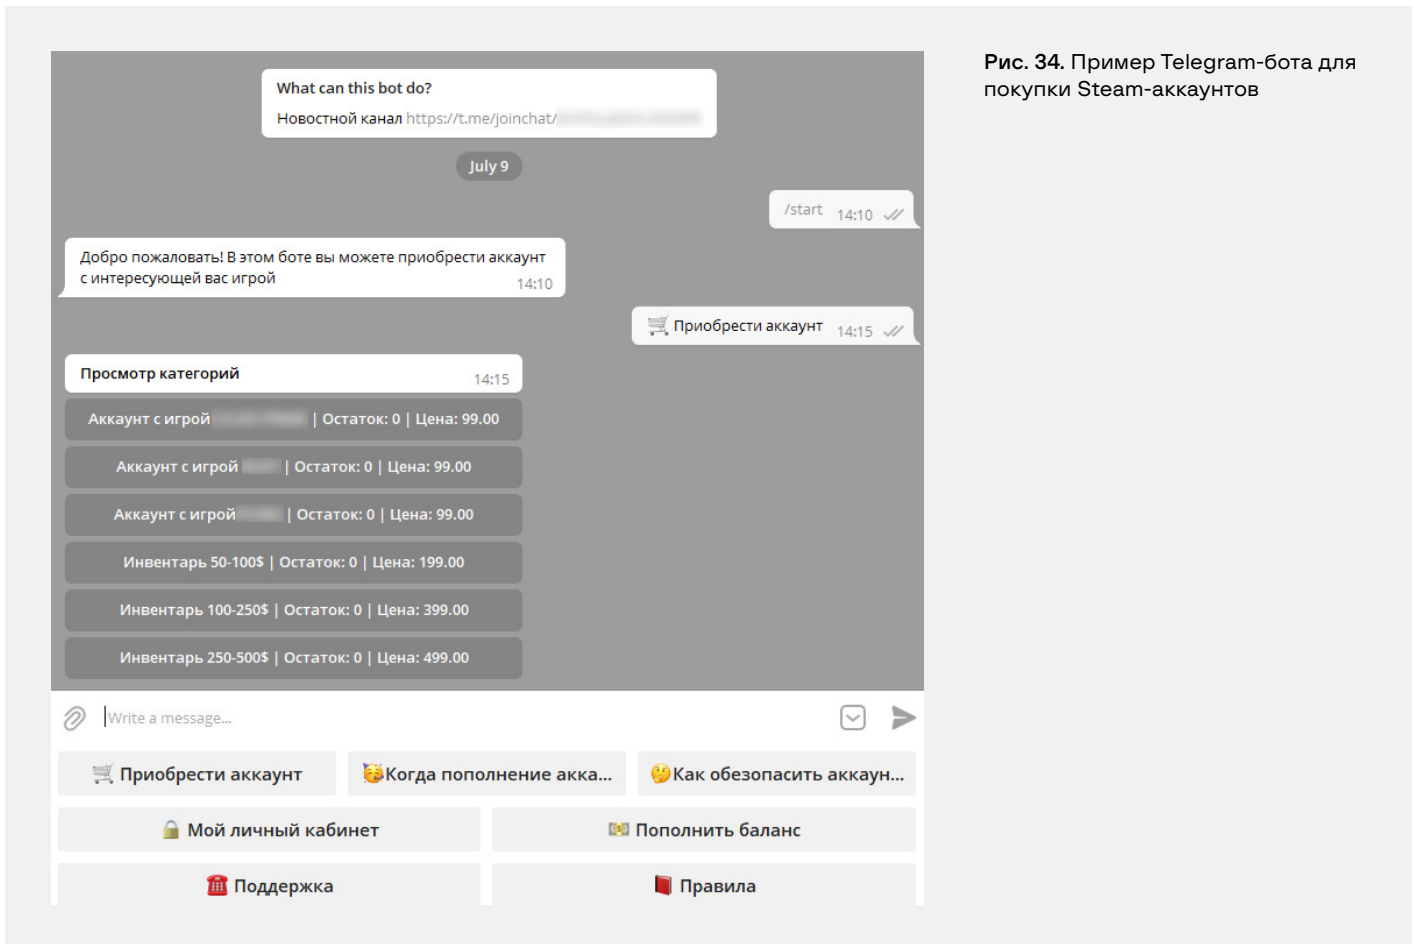 What can this bot do?
Новостной канал https://t.me/joinchat/
July 9
/start 14:10
Добро пожаловать! В этом боте вы можете приобрести аккаунт
с интересующей вас игрой 14:10
🛒 Приобрести аккаунт 14:15
Просмотр категорий 14:15
Аккаунт с игрой | Остаток: 0 | Цена: 99.00
Аккаунт с игрой | Остаток: 0 | Цена: 99.00
Аккаунт с игрой | Остаток: 0 | Цена: 99.00
Инвентарь 50-100$ | Остаток: 0 | Цена: 199.00
Инвентарь 100-250$ | Остаток: 0 | Цена: 399.00
Инвентарь 250-500$ | Остаток: 0 | Цена: 499.00
Write a message...
🛒 Приобрести аккаунт
🥳Когда пополнение акка...
🤔Как обезопасить аккаун...
🔒 Мой личный кабинет
💵 Пополнить баланс
☎️ Поддержка
📕 Правила
Рис. 34. Пример Telegram-бота для
покупки Steam-аккаунтов